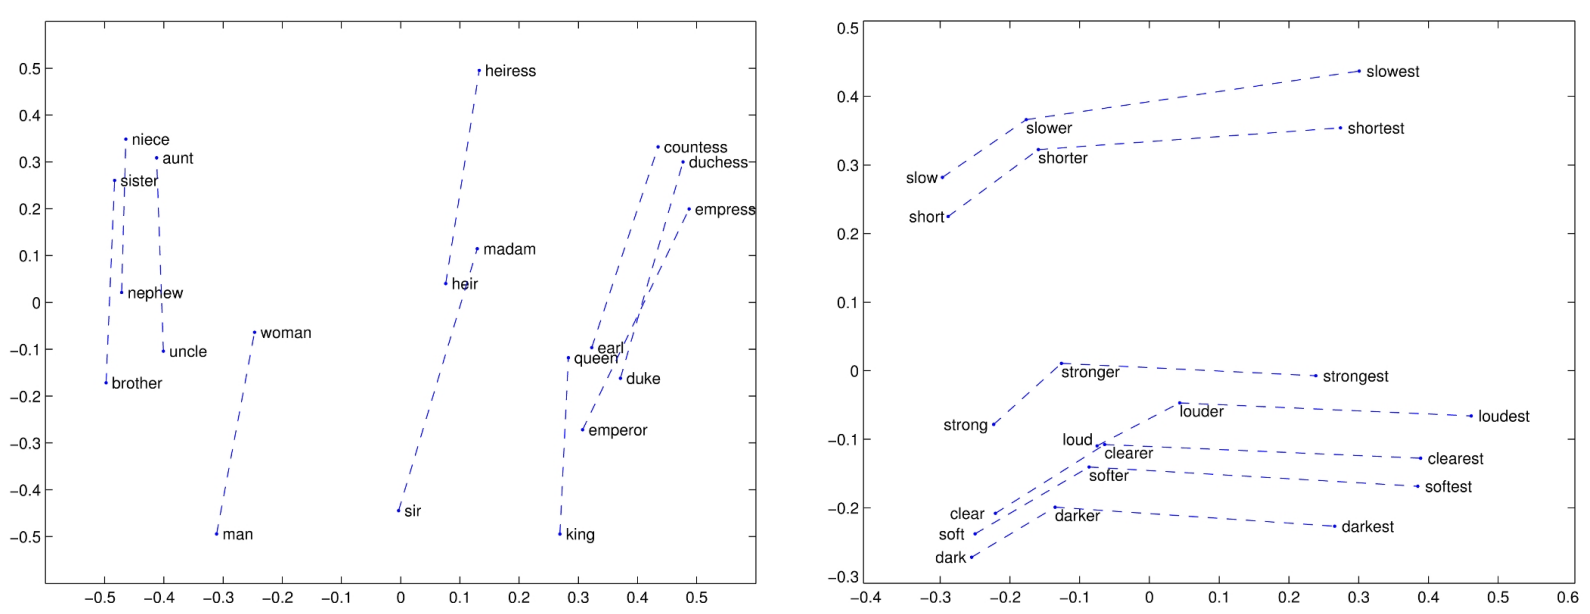 0.5
0.4
0.3
0.2
0.1
0
−0.1
−0.2
−0.3
−0.4
−0.5
heiress
niece
aunt
sister
countess
duchess
empress
madam
heir
nephew
woman
uncle
brother
earl
queen
duke
emperor
sir
man
king
−0.5 −0.4 −0.3 −0.2 −0.1 0 0.1 0.2 0.3 0.4 0.5
0.5
0.4
0.3
0.2
0.1
0
−0.1
−0.2
−0.3
slowest
slower
shortest
shorter
slow
short
stronger
strongest
strong
louder
loudest
loud
clearer
clearest
softer
softest
clear
darker
darkest
soft
dark
−0.4 −0.3 −0.2 −0.1 0 0.1 0.2 0.3 0.4 0.5 0.6